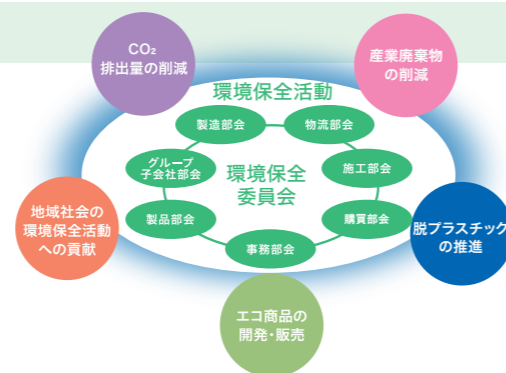 CO₂
排出量の削減
産業廃棄物
の削減
環境保全活動
製造部会
物流部会
グループ
子会社部会
環境保全
委員会
施工部会
製品部会
購買部会
事務部会
地域社会の
環境保全活動
への貢献
脱プラスチック
の推進
エコ商品の
開発・販売